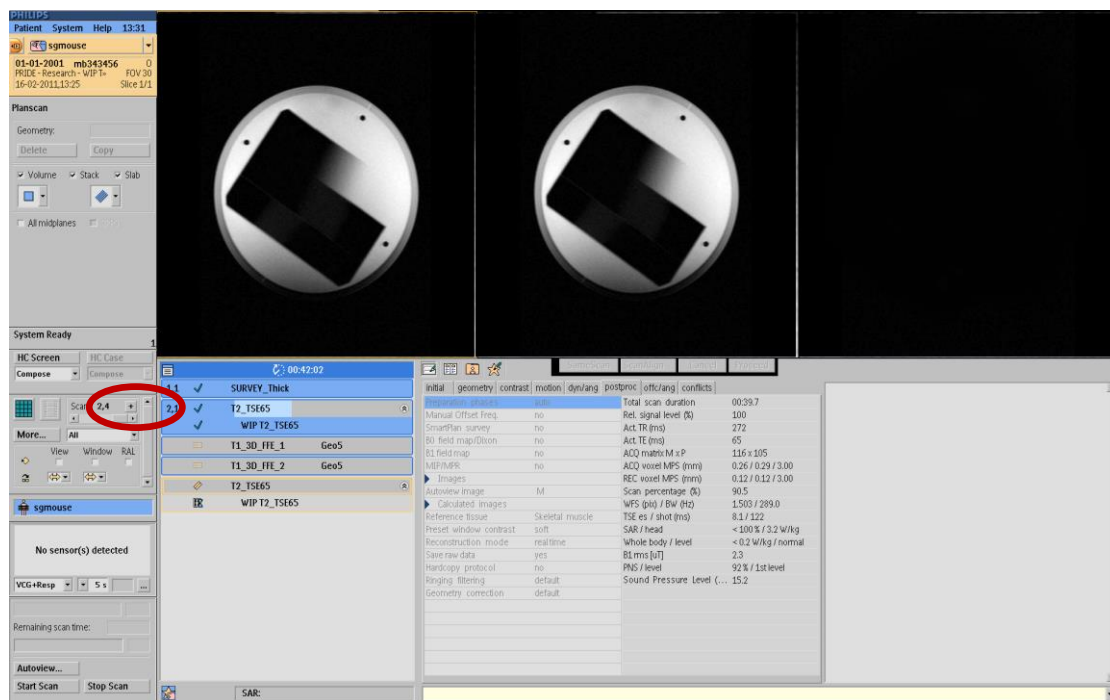 PHILIPS
Patient System Help 13:31
sgmouse
01-01-2001 mb343456 0
PRIDE - Research - WIP T» FOV 30
16-02-2011,13:25 Slice 1/1
Planscan
Geometry:
Delete Copy
Volume Stack Slab
All midplanes
System Ready
1
HC Screen HC Case
Compose Compose
Scan 2,4 +
More... All
View Window RAL
sgmouse
No sensor(s) detected
VCG+Resp 5 s ...
Remaining scan time:
Autoview...
Start Scan Stop Scan
00:42:02
1,1 SURVEY_Thick
2,1 T2_TSE65
WIP T2_TSE65
T1_3D_FFE_1 Geo5
T1_3D_FFE_2 Geo5
T2_TSE65
WIP T2_TSE65
SAR:
initial geometry contrast motion dyn/ang postproc offc/ang conflicts
Preparation phases auto Total scan duration 00:39.7
Manual Offset Freq. no Rel. signal level (%) 100
SmartPlan survey no Act. TR (ms) 272
B0 field map/Dixon no Act. TE (ms) 65
B1 field map no ACQ matrix M x P 116 x 105
MIP/MPR no ACQ voxel MPS (mm) 0.26 / 0.29 / 3.00
Images REC voxel MPS (mm) 0.12 / 0.12 / 3.00
Autoview image M Scan percentage (%) 90.5
Calculated images WFS (pix) / BW (Hz) 1.503 / 289.0
Reference tissue Skeletal muscle TSE es / shot (ms) 8.1 / 122
Preset window contrast soft SAR / head < 100 % / 3.2 W/kg
Reconstruction mode real time Whole body / level < 0.2 W/kg / normal
Save raw data yes B1 rms [uT] 2.3
Hardcopy protocol no PNS / level 92 % / 1st level
Ringing filtering default Sound Pressure Level (... 15.2
Geometry correction default